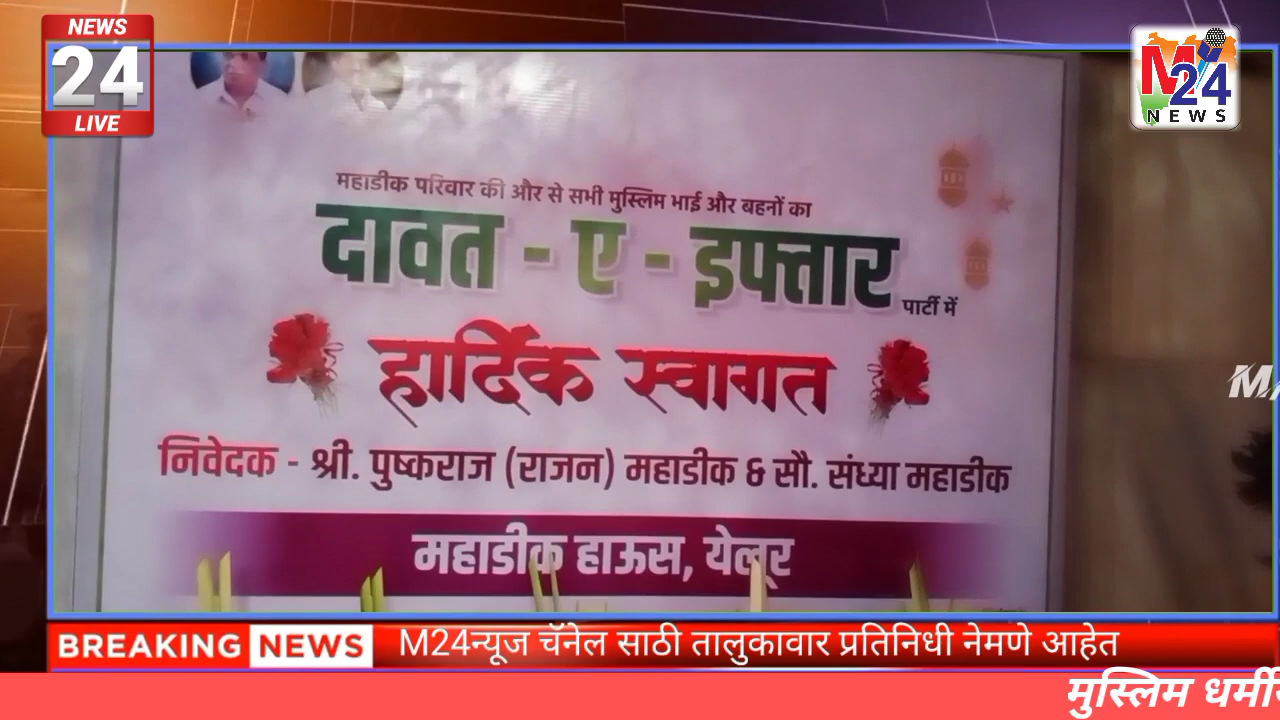 NEWS
24
LIVE
M24
NEWS
महाडीक परिवार की और से सभी मुस्लिम भाई और बहनों का
दावत - ए - इफ्तार
पार्टी में
हार्दिक स्वागत
निवेदक - श्री. पुष्कराज (राजन) महाडीक & सौ. संध्या महाडीक
महाडीक हाऊस, येलूर
BREAKING NEWS M24न्यूज चॅनेल साठी तालुकावार प्रतिनिधी नेमणे आहेत
मुस्लिम